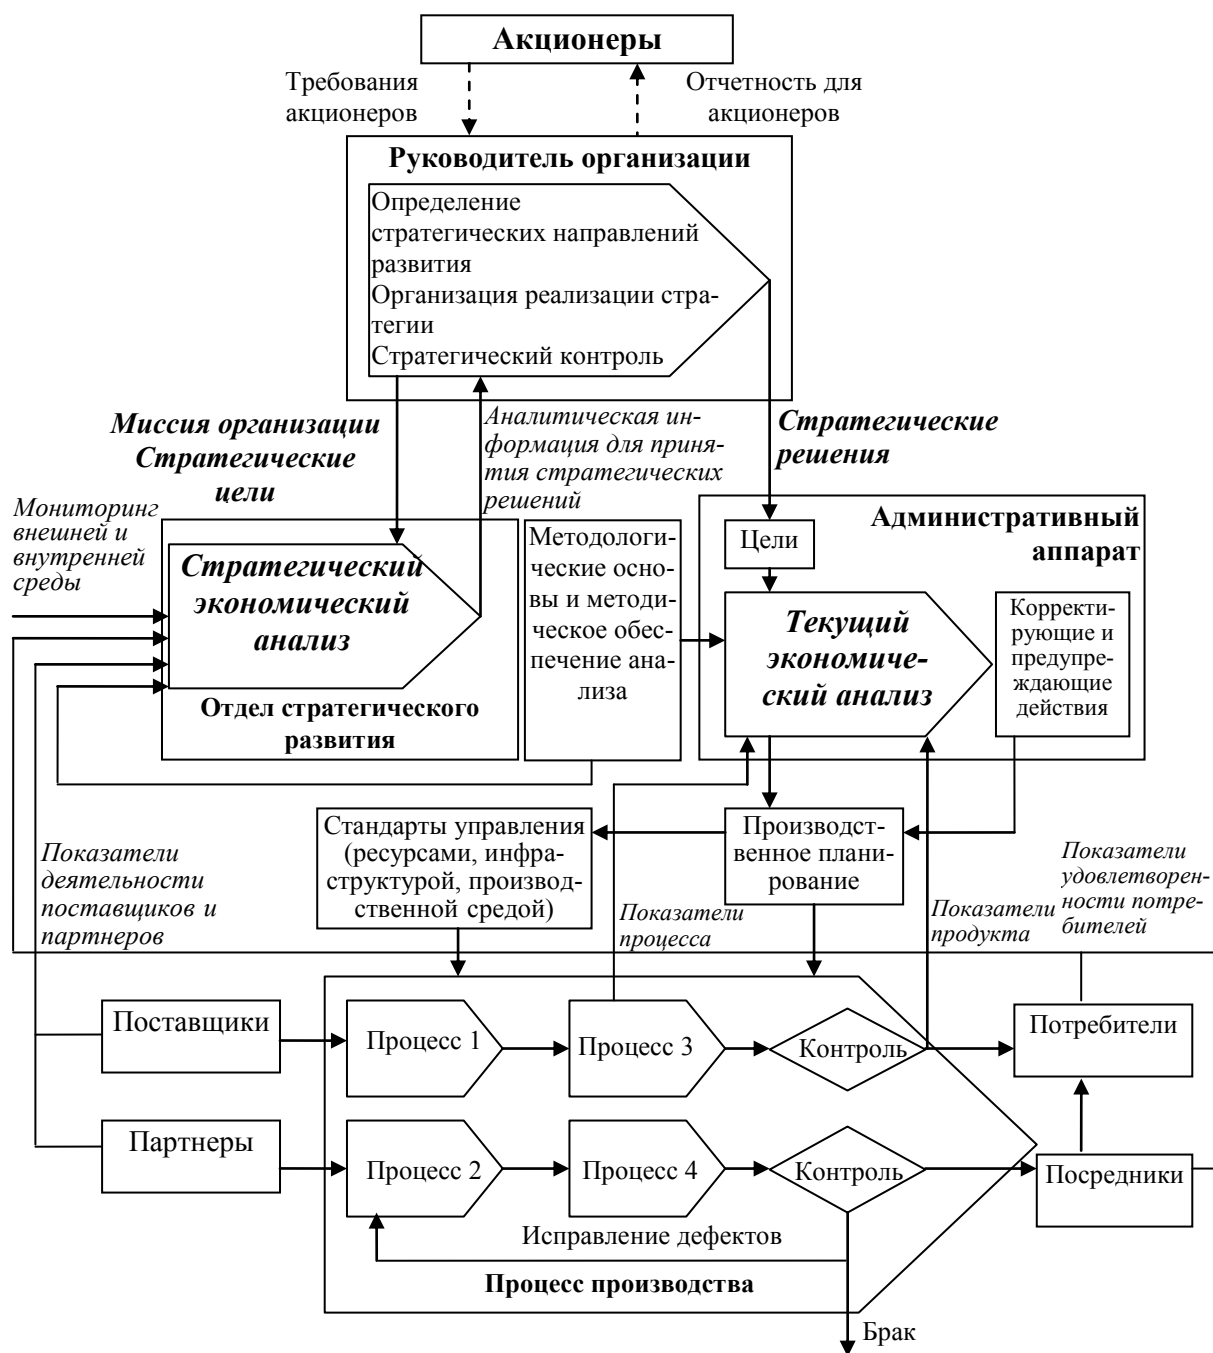 Акционеры
Требования
акционеров
Отчетность для
акционеров
Руководитель организации
Определение
стратегических направлений
развития
Организация реализации стра-
тегии
Стратегический контроль
Миссия организации
Стратегические
цели
Аналитическая ин-
формация для приня-
тия стратегических
решений
Стратегические
решения
Мониторинг
внешней и
внутренней
среды
Стратегический
экономический
анализ
Отдел стратегического
развития
Методологи-
ческие осно-
вы и методи-
ческое обес-
печение ана-
лиза
Административный
аппарат
Цели
Текущий
экономиче-
ский анализ
Корректи-
рующие и
предупре-
ждающие
действия
Стандарты управления
(ресурсами, инфра-
структурой, производ-
ственной средой)
Производст-
венное плани-
рование
Показатели
деятельности
поставщиков и
партнеров
Показатели
процесса
Показатели
продукта
Показатели
удовлетворен-
ности потре-
бителей
Поставщики
Процесс 1
Процесс 3
Контроль
Потребители
Партнеры
Процесс 2
Процесс 4
Контроль
Посредники
Исправление дефектов
Процесс производства
Брак